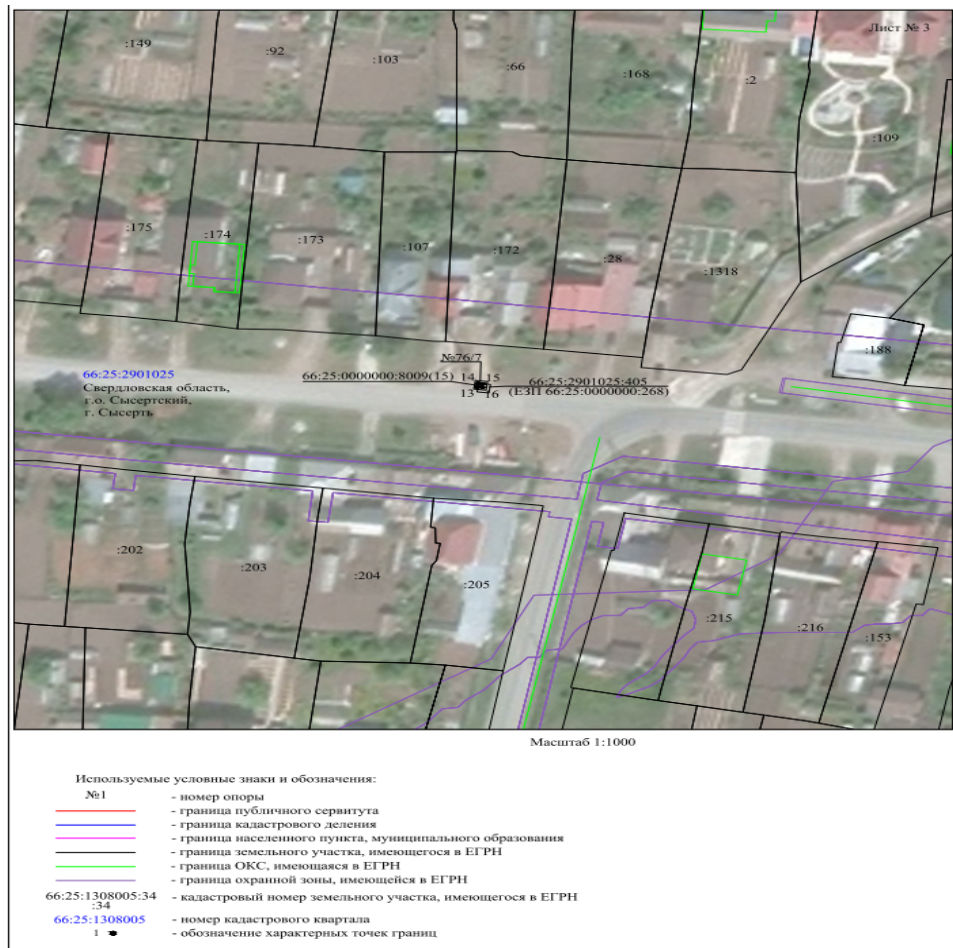 Лист № 3
:149
:92
:103
:66
:168
:2
:109
:175
:174
:173
:107
:172
:28
:1318
:188
№76/7
66:25:2901025
Свердловская область,
г.о. Сысертский,
г. Сысерть
66:25:0000000:8009(15)
14 15
13 16
66:25:2901025:405
(ЕЗП 66:25:0000000:268)
:202
:203
:204
:205
:215
:216
:153
Масштаб 1:1000
Используемые условные знаки и обозначения:
№1 - номер опоры
- граница публичного сервитута
- граница кадастрового деления
- граница населенного пункта, муниципального образования
- граница земельного участка, имеющегося в ЕГРН
- граница ОКС, имеющаяся в ЕГРН
- граница охранной зоны, имеющейся в ЕГРН
66:25:1308005:34 - кадастровый номер земельного участка, имеющегося в ЕГРН
:34
66:25:1308005 - номер кадастрового квартала
1 - обозначение характерных точек границ